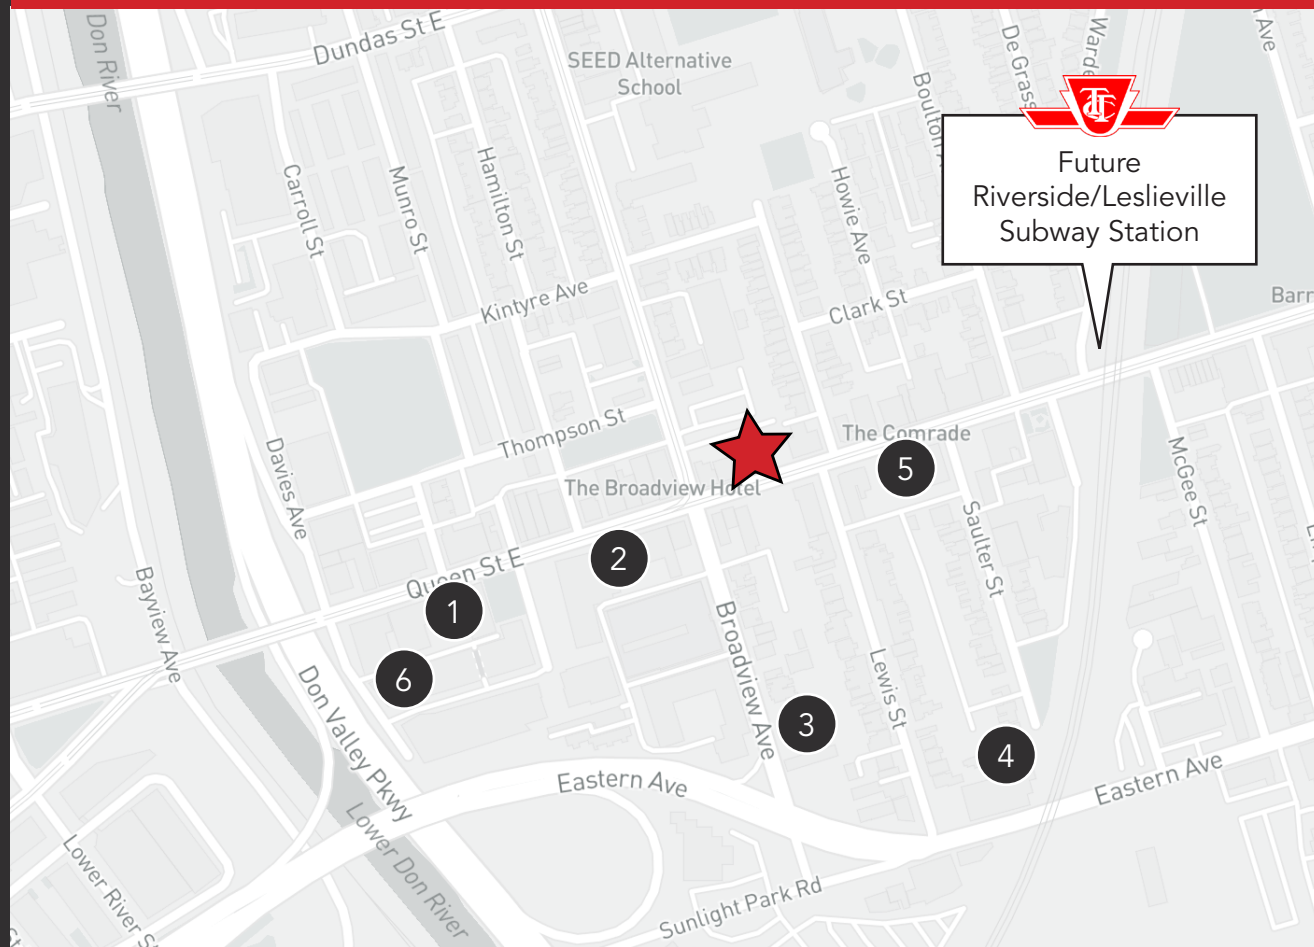 Don River
Dundas St E
SEED Alternative
School
De Grass
Warde
Ave
Boulton A
TTC
Future
Riverside/Leslieville
Subway Station
Carroll St
Munro St
Hamilton St
Howie Ave
Kintyre Ave
Clark St
Barr
Thompson St
The Comrade
5
Davies Ave
The Broadview Hotel
McGee St
Saulter St
Queen St E
2
1
Bayview Ave
6
Broadview Ave
Lewis St
3
4
Don Valley Pkwy
Eastern Ave
Eastern Ave
Lower River S
Lower Don River
Sunlight Park Rd
St